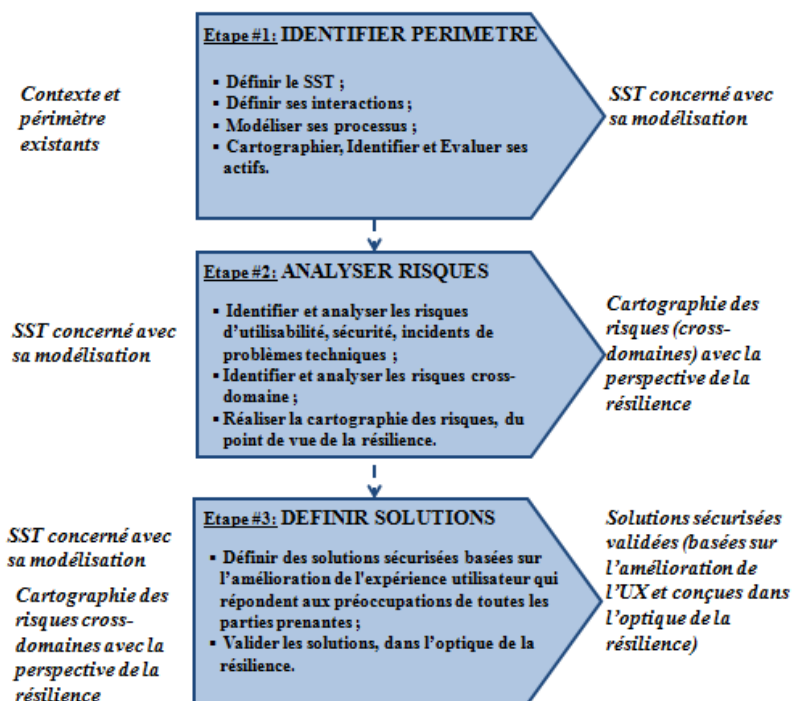 Etape #1: IDENTIFIER PERIMETRE
Contexte et
périmètre
existants
▪ Définir le SST ;
▪ Définir ses interactions ;
▪ Modéliser ses processus ;
▪ Cartographier, Identifier et Evaluer ses
actifs.
SST concerné avec
sa modélisation
Etape #2: ANALYSER RISQUES
SST concerné avec
sa modélisation
▪ Identifier et analyser les risques
d'utilisabilité, sécurité, incidents de
problèmes techniques ;
▪ Identifier et analyser les risques cross-
domaine ;
▪ Réaliser la cartographie des risques, du
point de vue de la résilience.
Cartographie des
risques (cross-
domaines) avec la
perspective de la
résilience
Etape #3: DEFINIR SOLUTIONS
SST concerné avec
sa modélisation
Cartographie des
risques cross-
domaines avec la
perspective de la
résilience
▪ Définir des solutions sécurisées basées sur
l'amélioration de l'expérience utilisateur qui
répondent aux préoccupations de toutes les
parties prenantes ;
▪ Valider les solutions, dans l'optique de la
résilience.
Solutions sécurisées
validées (basées sur
l'amélioration de
l'UX et conçues dans
l'optique de la
résilience)